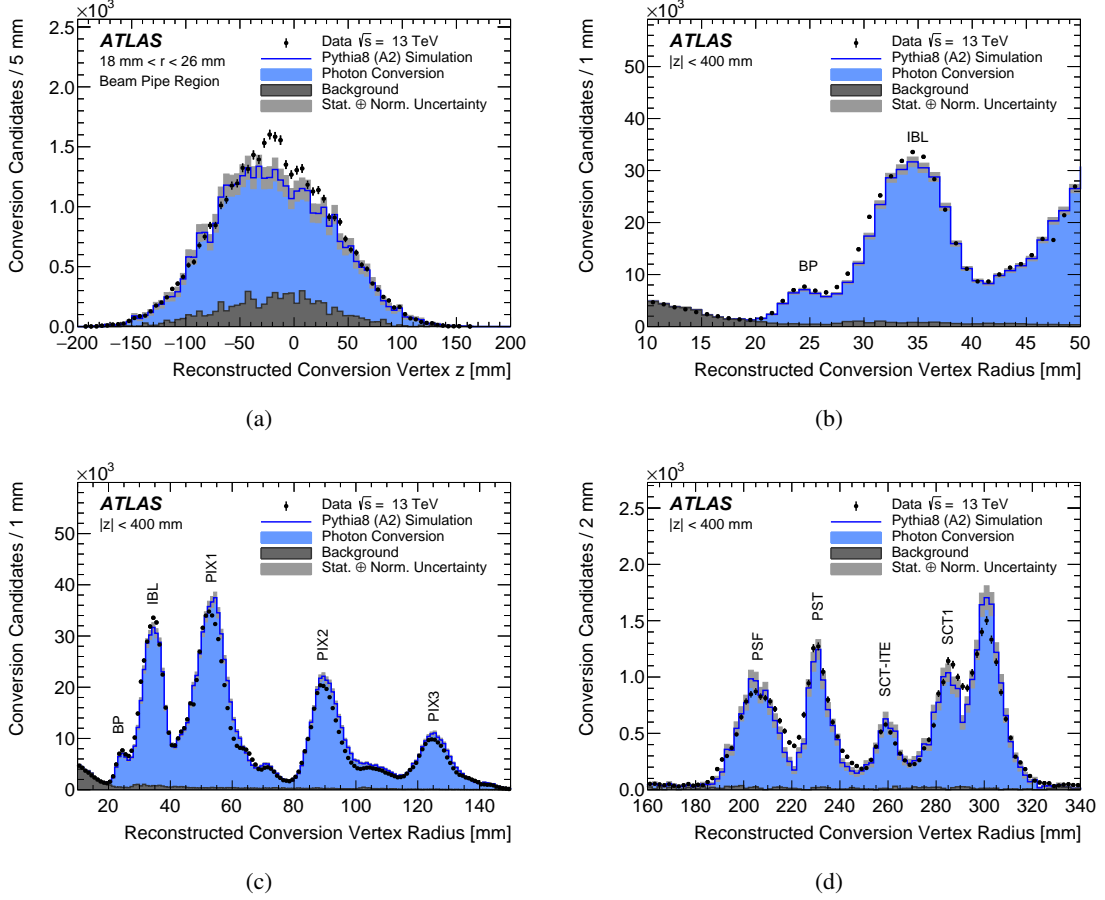 ×10³
ATLAS
18 mm < r < 26 mm
Beam Pipe Region
Data √s = 13 TeV
Pythia8 (A2) Simulation
Photon Conversion
Background
Stat. ⊕ Norm. Uncertainty
Conversion Candidates / 5 mm
2.5
2.0
1.5
1.0
0.5
0.0
−200 −150 −100 −50 0 50 100 150 200
Reconstructed Conversion Vertex z [mm]
(a)
×10³
ATLAS
|z| < 400 mm
Data √s = 13 TeV
Pythia8 (A2) Simulation
Photon Conversion
Background
Stat. ⊕ Norm. Uncertainty
IBL
BP
Conversion Candidates / 1 mm
50
40
30
20
10
0
10 15 20 25 30 35 40 45 50
Reconstructed Conversion Vertex Radius [mm]
(b)
×10³
ATLAS
|z| < 400 mm
Data √s = 13 TeV
Pythia8 (A2) Simulation
Photon Conversion
Background
Stat. ⊕ Norm. Uncertainty
BP
IBL
PIX1
PIX2
PIX3
Conversion Candidates / 1 mm
50
40
30
20
10
0
20 40 60 80 100 120 140
Reconstructed Conversion Vertex Radius [mm]
(c)
×10³
ATLAS
|z| < 400 mm
Data √s = 13 TeV
Pythia8 (A2) Simulation
Photon Conversion
Background
Stat. ⊕ Norm. Uncertainty
PSF
PST
SCT-ITE
SCT1
Conversion Candidates / 2 mm
2.5
2.0
1.5
1.0
0.5
0.0
160 180 200 220 240 260 280 300 320 340
Reconstructed Conversion Vertex Radius [mm]
(d)